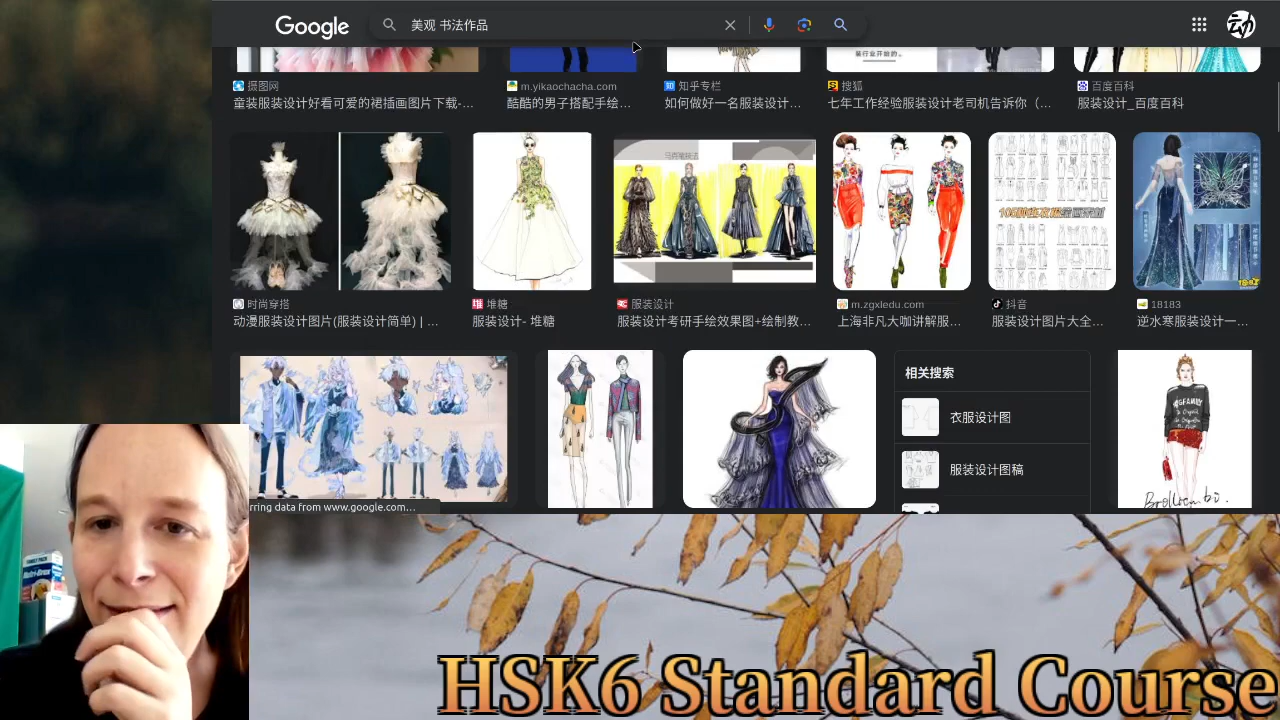 Google
美观 书法作品
动
装行业开始的。
摄图网
童装服装设计好看可爱的裙插画图片下载-…
m.yikaochacha.com
酷酷的男子搭配手绘…
知 知乎专栏
如何做好一名服装设计…
搜狐
七年工作经验服装设计老司机告诉你（…
百度百科
服装设计_百度百科
时尚穿搭
动漫服装设计图片(服装设计简单) | …
堆糖
服装设计- 堆糖
服装设计
服装设计考研手绘效果图+绘制教…
m.zgxledu.com
上海非凡大咖讲解服…
抖音
服装设计图片大全…
18183
逆水寒服装设计一…
相关搜索
衣服设计图
服装设计图稿
rring data from www.google.com…
HSK6 Standard Course